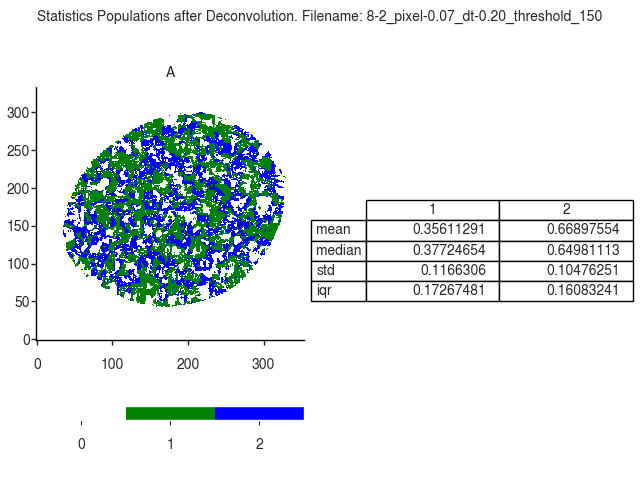 Statistics Populations after Deconvolution. Filename: 8-2_pixel-0.07_dt-0.20_threshold_150
A
300
250
200
150
100
50
0
0 100 200 300
0 1 2
1 2
mean 0.35611291 0.66897554
median 0.37724654 0.64981113
std 0.1166306 0.10476251
iqr 0.17267481 0.16083241